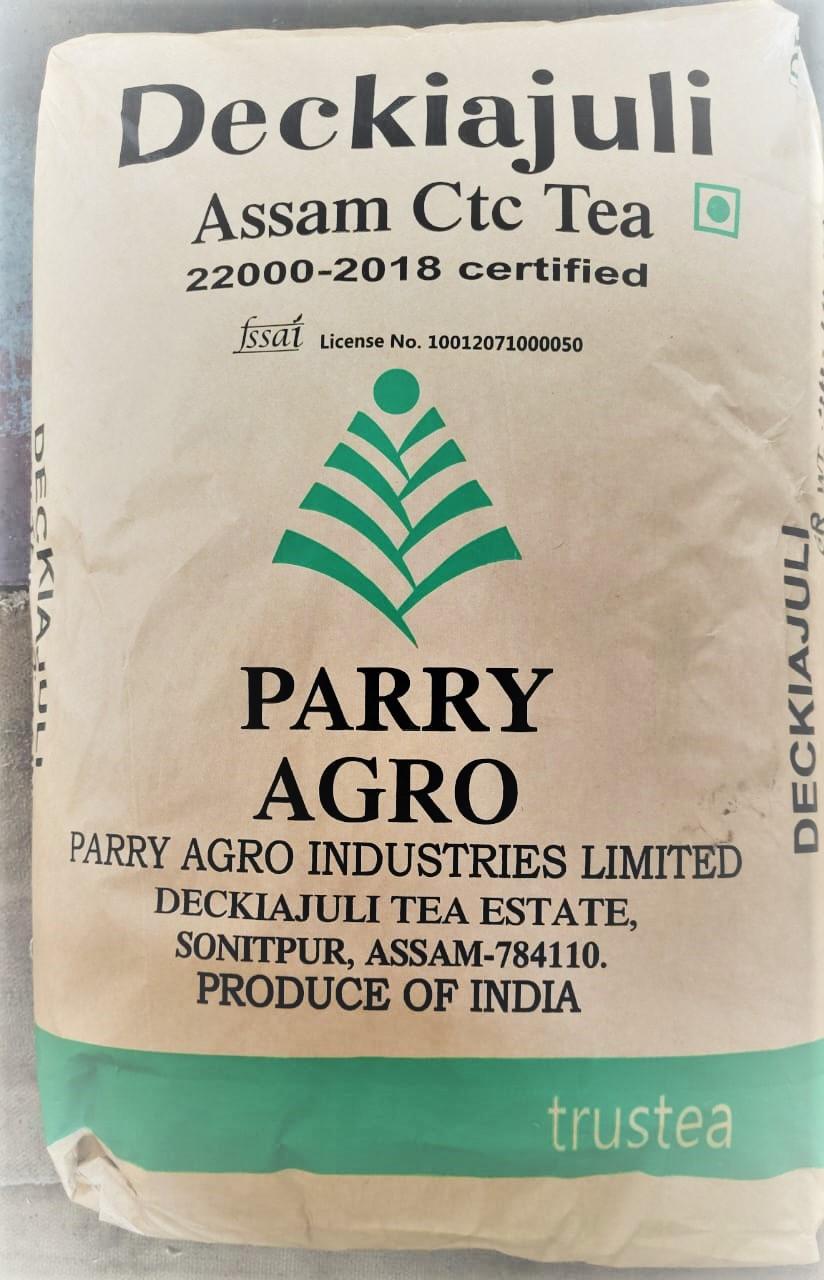 Deckiajuli
Assam Ctc Tea
22000-2018 certified
fssai License No. 10012071000050
PARRY
AGRO
PARRY AGRO INDUSTRIES LIMITED
DECKIAJULI TEA ESTATE,
SONITPUR, ASSAM-784110.
PRODUCE OF INDIA
trustea
DECKIAJULI
DECKIAJULI